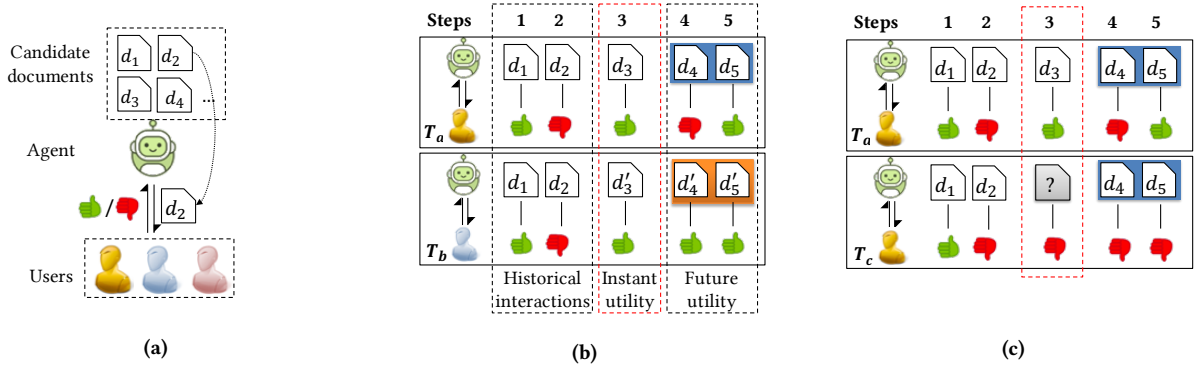 Candidate
documents
d1 d2
d3 d4 ...
Agent
/
d2
Users
(a)
Steps 1 2 3 4 5
d1 d2 d3 d4 d5
Ta
d1 d2 d′3 d′4 d′5
Tb
Historical
interactions
Instant
utility
Future
utility
(b)
Steps 1 2 3 4 5
d1 d2 d3 d4 d5
Ta
d1 d2 ? d4 d5
Tc
(c)